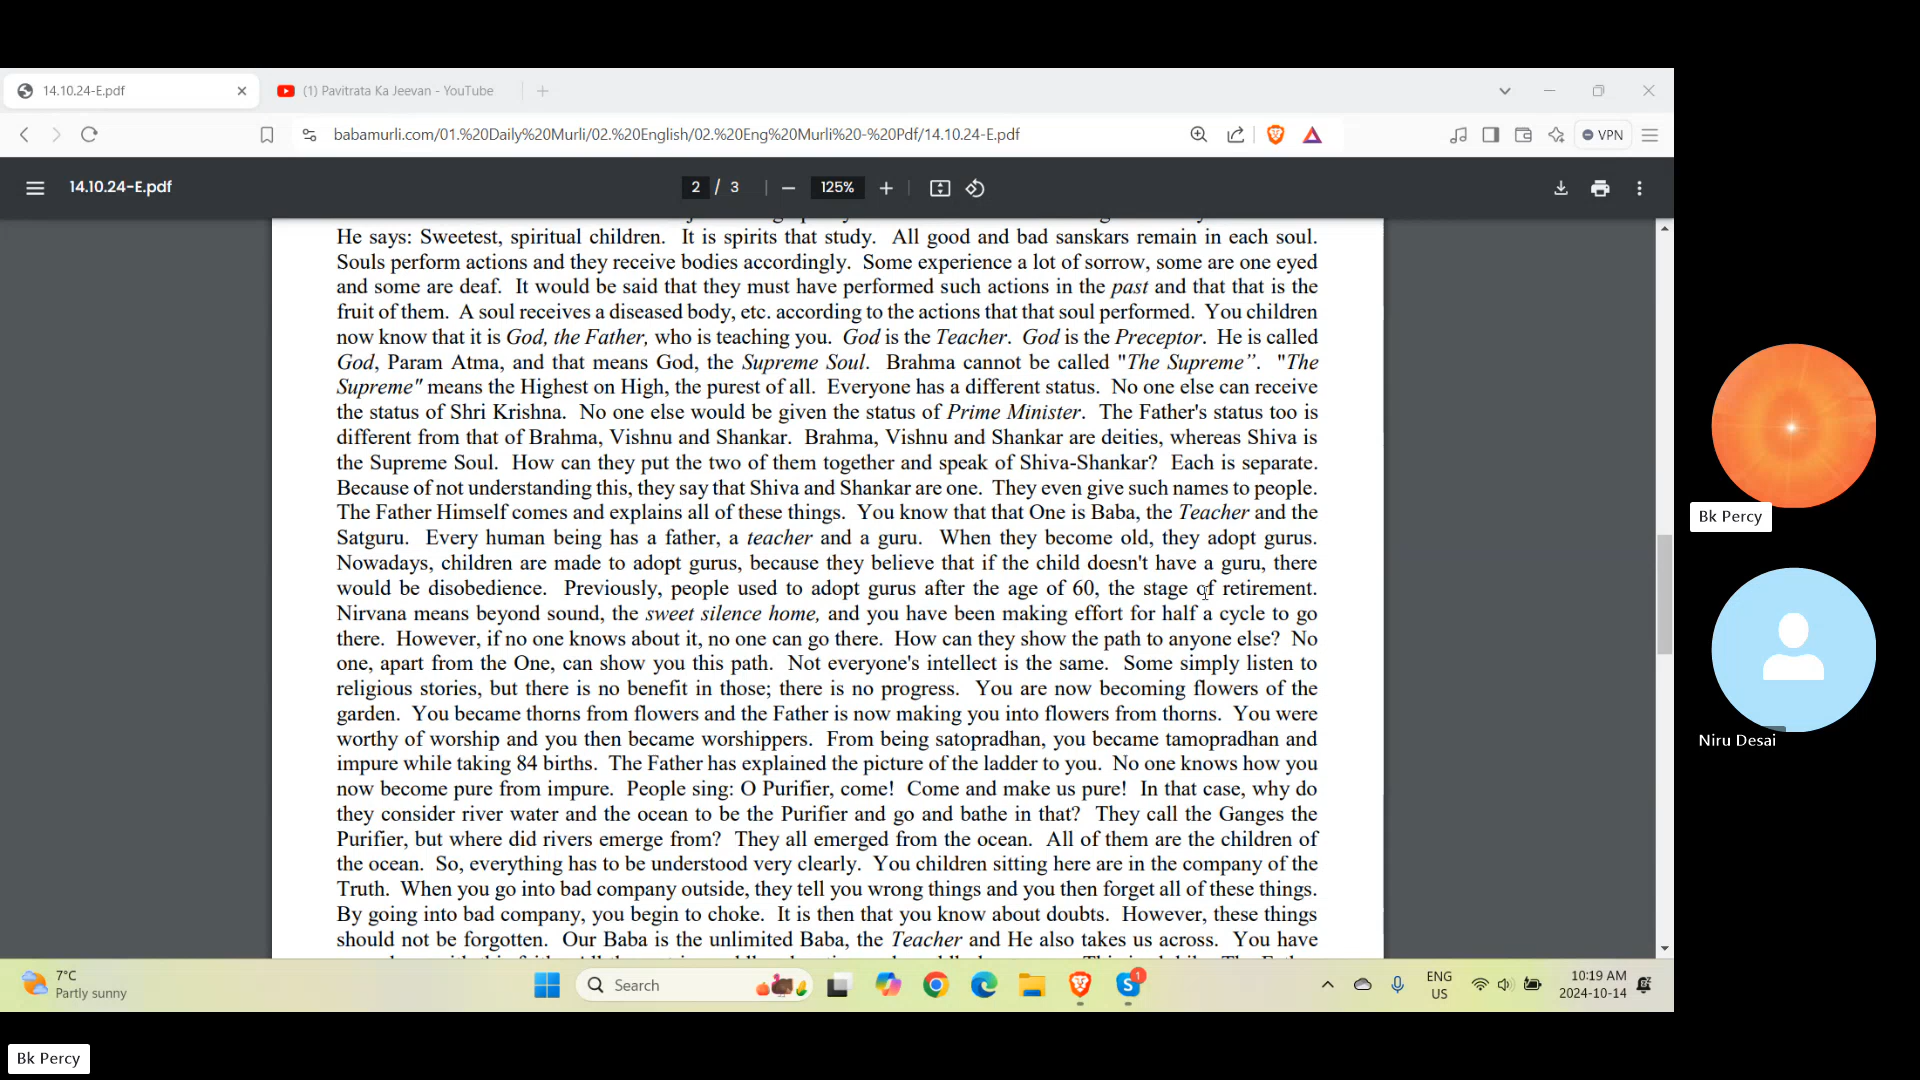 14.10.24-E.pdf
(1) Pavitrata Ka Jeevan - YouTube
babamurli.com/01.%20Daily%20Murli/02.%20English/02.%20Eng%20Murli%20-%20Pdf/14.10.24-E.pdf
VPN
14.10.24-E.pdf
2 / 3
125%
He says: Sweetest, spiritual children. It is spirits that study. All good and bad sanskars remain in each soul.
Souls perform actions and they receive bodies accordingly. Some experience a lot of sorrow, some are one eyed
and some are deaf. It would be said that they must have performed such actions in the past and that that is the
fruit of them. A soul receives a diseased body, etc. according to the actions that that soul performed. You children
now know that it is God, the Father, who is teaching you. God is the Teacher. God is the Preceptor. He is called
God, Param Atma, and that means God, the Supreme Soul. Brahma cannot be called "The Supreme”. "The
Supreme" means the Highest on High, the purest of all. Everyone has a different status. No one else can receive
the status of Shri Krishna. No one else would be given the status of Prime Minister. The Father's status too is
different from that of Brahma, Vishnu and Shankar. Brahma, Vishnu and Shankar are deities, whereas Shiva is
the Supreme Soul. How can they put the two of them together and speak of Shiva-Shankar? Each is separate.
Because of not understanding this, they say that Shiva and Shankar are one. They even give such names to people.
The Father Himself comes and explains all of these things. You know that that One is Baba, the Teacher and the
Satguru. Every human being has a father, a teacher and a guru. When they become old, they adopt gurus.
Nowadays, children are made to adopt gurus, because they believe that if the child doesn't have a guru, there
would be disobedience. Previously, people used to adopt gurus after the age of 60, the stage of retirement.
Nirvana means beyond sound, the sweet silence home, and you have been making effort for half a cycle to go
there. However, if no one knows about it, no one can go there. How can they show the path to anyone else? No
one, apart from the One, can show you this path. Not everyone's intellect is the same. Some simply listen to
religious stories, but there is no benefit in those; there is no progress. You are now becoming flowers of the
garden. You became thorns from flowers and the Father is now making you into flowers from thorns. You were
worthy of worship and you then became worshippers. From being satopradhan, you became tamopradhan and
impure while taking 84 births. The Father has explained the picture of the ladder to you. No one knows how you
now become pure from impure. People sing: O Purifier, come! Come and make us pure! In that case, why do
they consider river water and the ocean to be the Purifier and go and bathe in that? They call the Ganges the
Purifier, but where did rivers emerge from? They all emerged from the ocean. All of them are the children of
the ocean. So, everything has to be understood very clearly. You children sitting here are in the company of the
Truth. When you go into bad company outside, they tell you wrong things and you then forget all of these things.
By going into bad company, you begin to choke. It is then that you know about doubts. However, these things
should not be forgotten. Our Baba is the unlimited Baba, the Teacher and He also takes us across. You have
Bk Percy
Niru Desai
7°C
Partly sunny
Search
1
ENG
US
10:19 AM
2024-10-14
Bk Percy